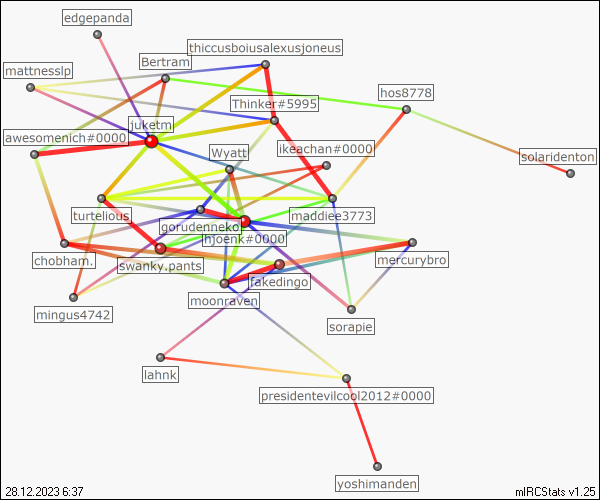 edgepanda
thiccusboiusalexusjoneus
Bertram
mattnesslp
hos8778
Thinker#5995
juketm
awesomenich#0000
ikeachan#0000
Wyatt
solaridenton
turtelious
maddiee3773
gorudenneko
hjoenk#0000
chobham.
swanky.pants
mercurybro
fakedingo
moonraven
mingus4742
sorapie
lahnk
presidentevilcool2012#0000
yoshimanden
28.12.2023 6:37
mIRCStats v1.25